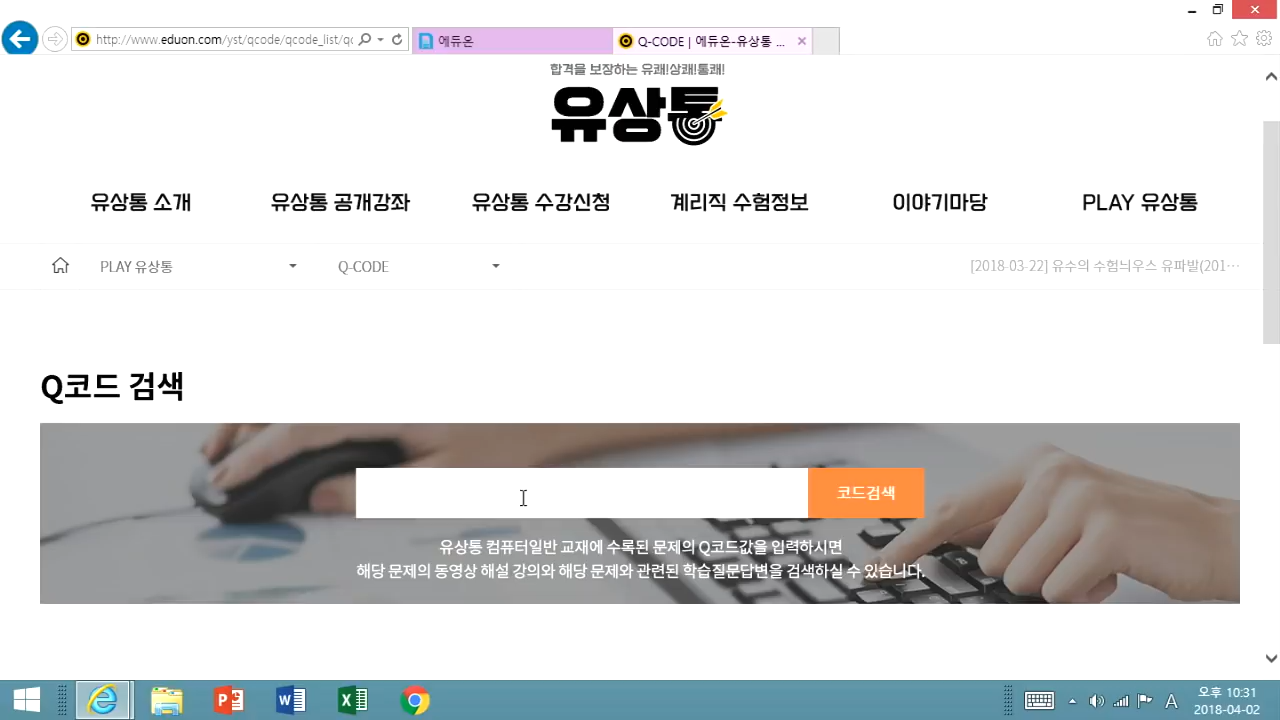 http://www.eduon.com/yst/qcode/qcode_list/qc
에듀온
Q-CODE | 에듀온-유상통 ...
합격을 보장하는 유쾌!상쾌!통쾌!
유상통
유상통 소개
유상통 공개강좌
유상통 수강신청
계리직 수험정보
이야기마당
PLAY 유상통
PLAY 유상통
Q-CODE
[2018-03-22] 유수의 수험늬우스 유파발(201…
Q코드 검색
코드검색
유상통 컴퓨터일반 교재에 수록된 문제의 Q코드값을 입력하시면
해당 문제의 동영상 해설 강의와 해당 문제와 관련된 학습질문답변을 검색하실 수 있습니다.
A
오후 10:31
2018-04-02